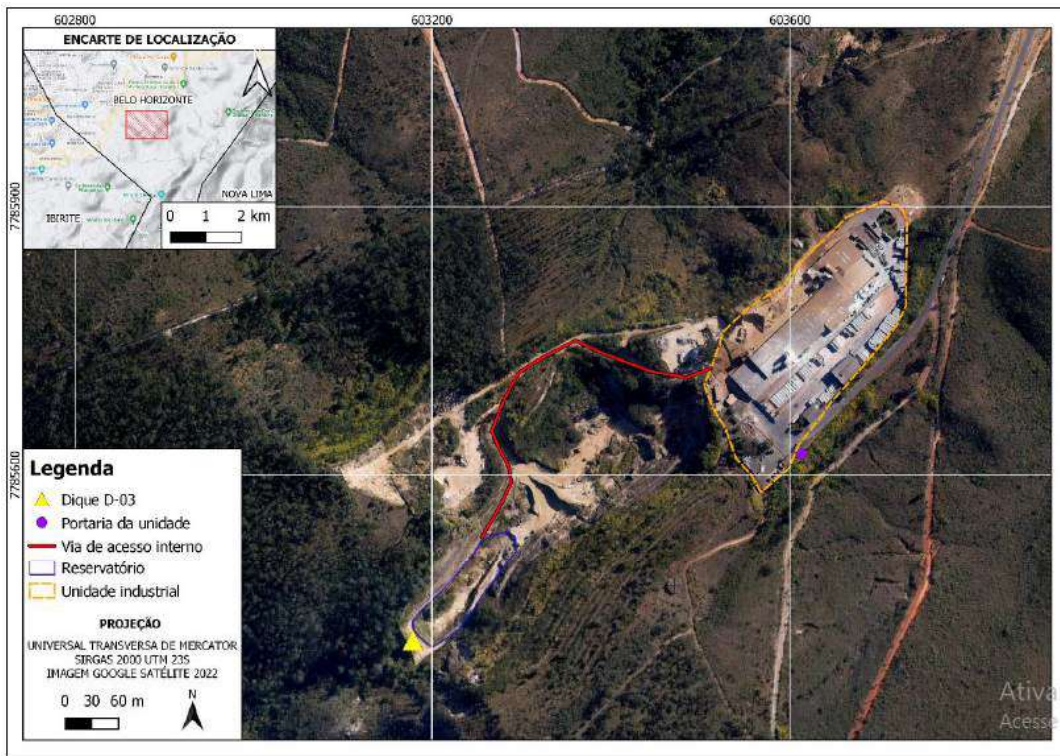 602800
603200
603600
ENCARTE DE LOCALIZAÇÃO
BELO HORIZONTE
NOVA LIMA
IBIRITE
0 1 2 km
7785900
7785600
Legenda
Dique D-03
Portaria da unidade
Via de acesso interno
Reservatório
Unidade industrial
PROJEÇÃO
UNIVERSAL TRANSVERSA DE MERCATOR
SIRGAS 2000 UTM 23S
IMAGEM GOOGLE SATÉLITE 2022
0 30 60 m
N
Ativa
Acesse